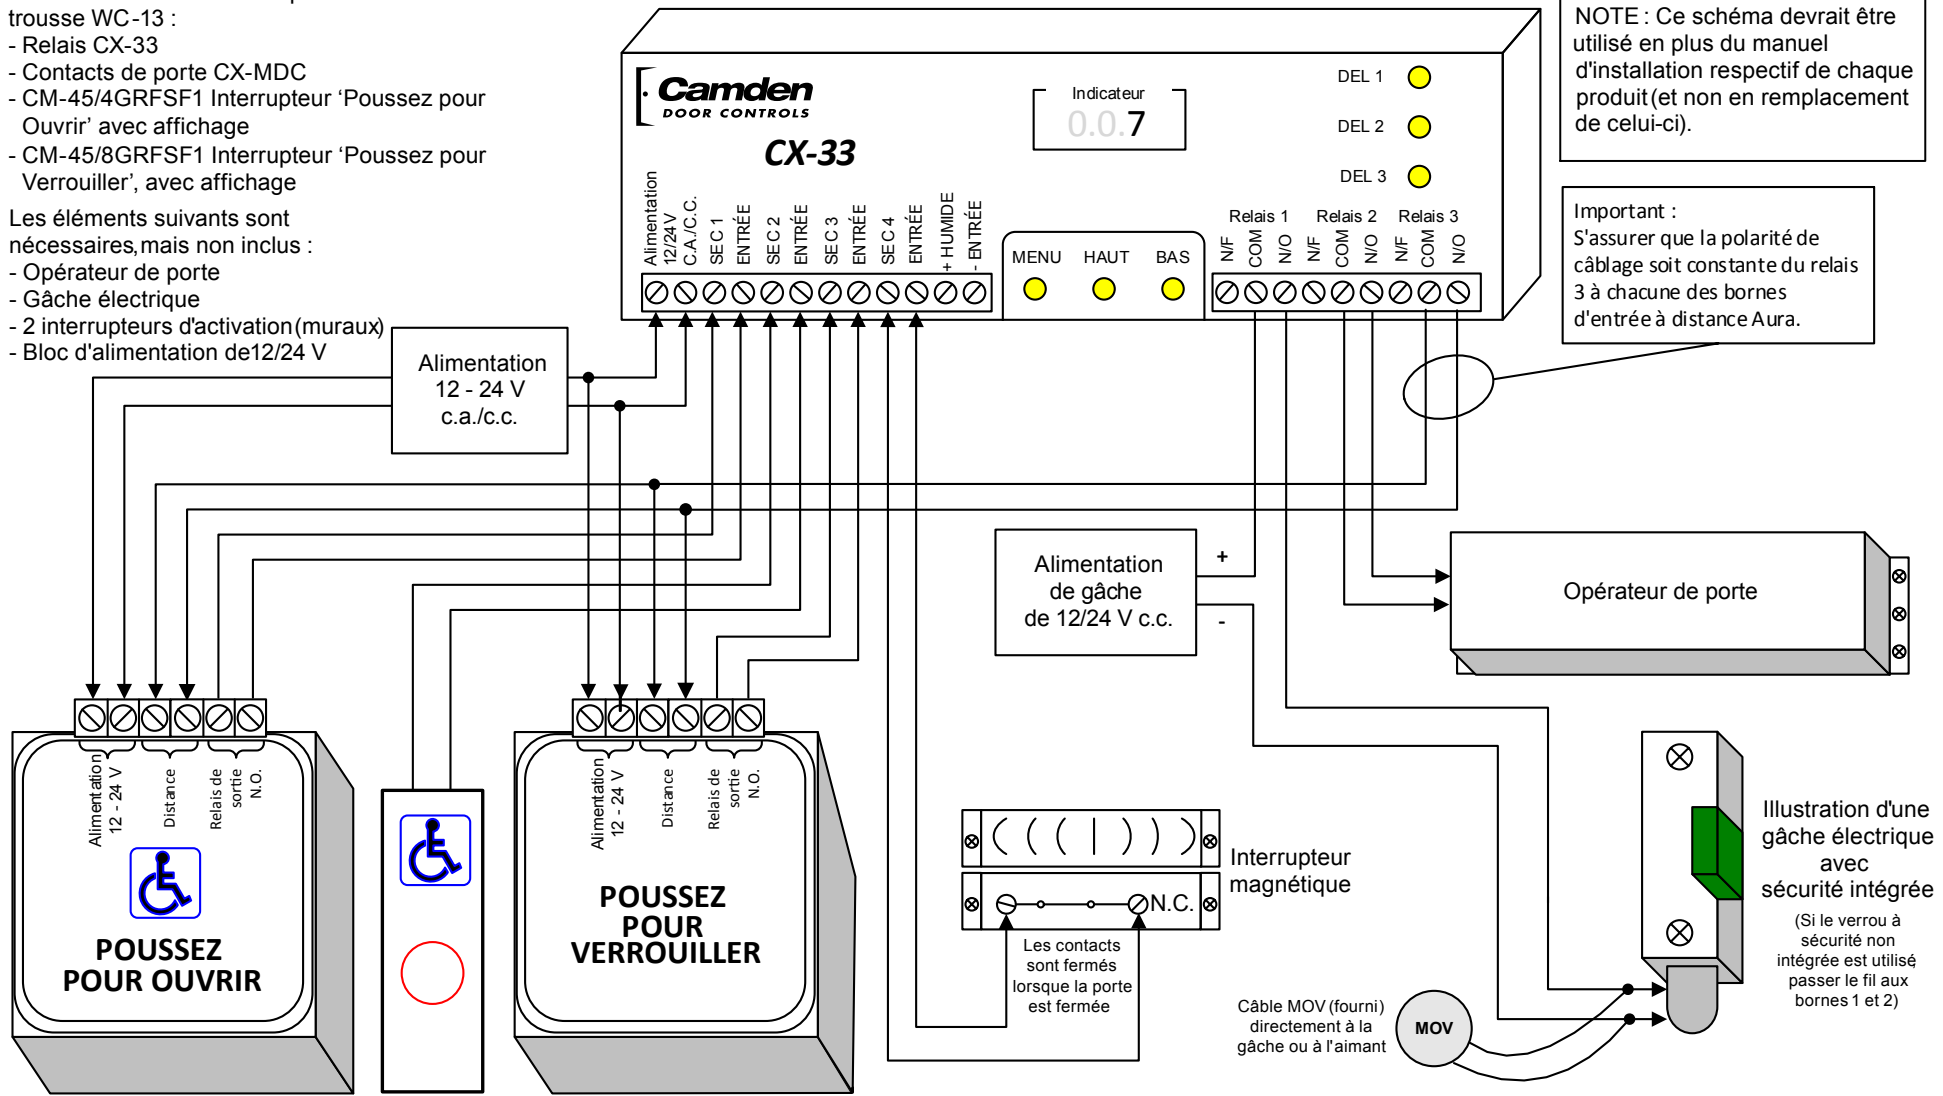 trousse WC-13 :
- Relais CX-33
- Contacts de porte CX-MDC
- CM-45/4GRFSF1 Interrupteur ‘Poussez pour
Ouvrir’ avec affichage
- CM-45/8GRFSF1 Interrupteur ‘Poussez pour
Verrouiller’, avec affichage
Les éléments suivants sont
nécessaires, mais non inclus :
- Opérateur de porte
- Gâche électrique
- 2 interrupteurs d'activation (muraux)
- Bloc d'alimentation de12/24 V
Camden
DOOR CONTROLS
CX-33
Indicateur
0.0.7
DEL 1
DEL 2
DEL 3
Alimentation
12/24V
C.A./C.C.
SEC 1
ENTRÉE
SEC 2
ENTRÉE
SEC 3
ENTRÉE
SEC 4
ENTRÉE
+ HUMIDE
- ENTRÉE
MENU
HAUT
BAS
Relais 1
Relais 2
Relais 3
N/F
COM
N/O
N/F
COM
N/O
N/F
COM
N/O
NOTE : Ce schéma devrait être
utilisé en plus du manuel
d'installation respectif de chaque
produit (et non en remplacement
de celui-ci).
Important :
S'assurer que la polarité de
câblage soit constante du relais
3 à chacune des bornes
d'entrée à distance Aura.
Alimentation
12 - 24 V
c.a./c.c.
Alimentation
de gâche
de 12/24 V c.c.
+
-
Opérateur de porte
Alimentation
12 - 24 V
Distance
Relais de
sortie
N.O.
POUSSEZ
POUR OUVRIR
Alimentation
12 - 24 V
Distance
Relais de
sortie
N.O.
POUSSEZ
POUR
VERROUILLER
Interrupteur
magnétique
N.C.
Les contacts
sont fermés
lorsque la porte
est fermée
Câble MOV (fourni)
directement à la
gâche ou à l'aimant
MOV
Illustration d'une
gâche électrique
avec
sécurité intégrée
(Si le verrou à
sécurité non
intégrée est utilisé,
passer le fil aux
bornes 1 et 2)